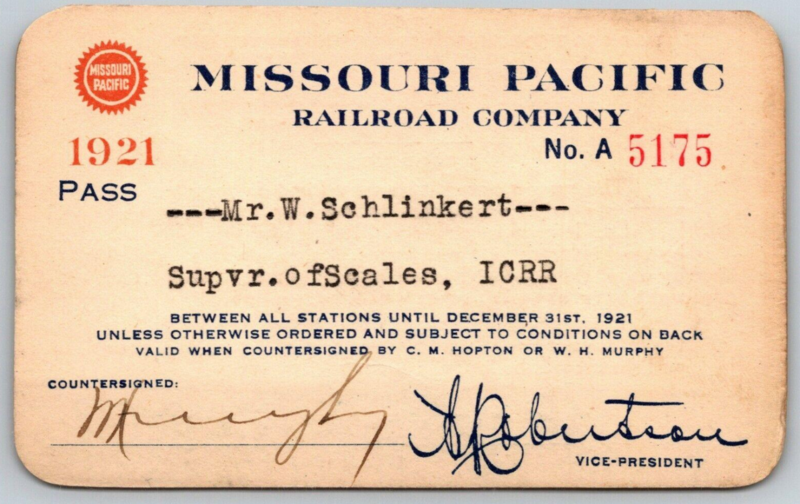 MISSOURI
PACIFIC
MISSOURI PACIFIC
RAILROAD COMPANY
1921
No. A 5175
PASS
---Mr.W.Schlinkert---
Supvr.ofScales, ICRR
BETWEEN ALL STATIONS UNTIL DECEMBER 31ST, 1921
UNLESS OTHERWISE ORDERED AND SUBJECT TO CONDITIONS ON BACK
VALID WHEN COUNTERSIGNED BY C. M. HOPTON OR W. H. MURPHY
COUNTERSIGNED:
Robertson
VICE-PRESIDENT